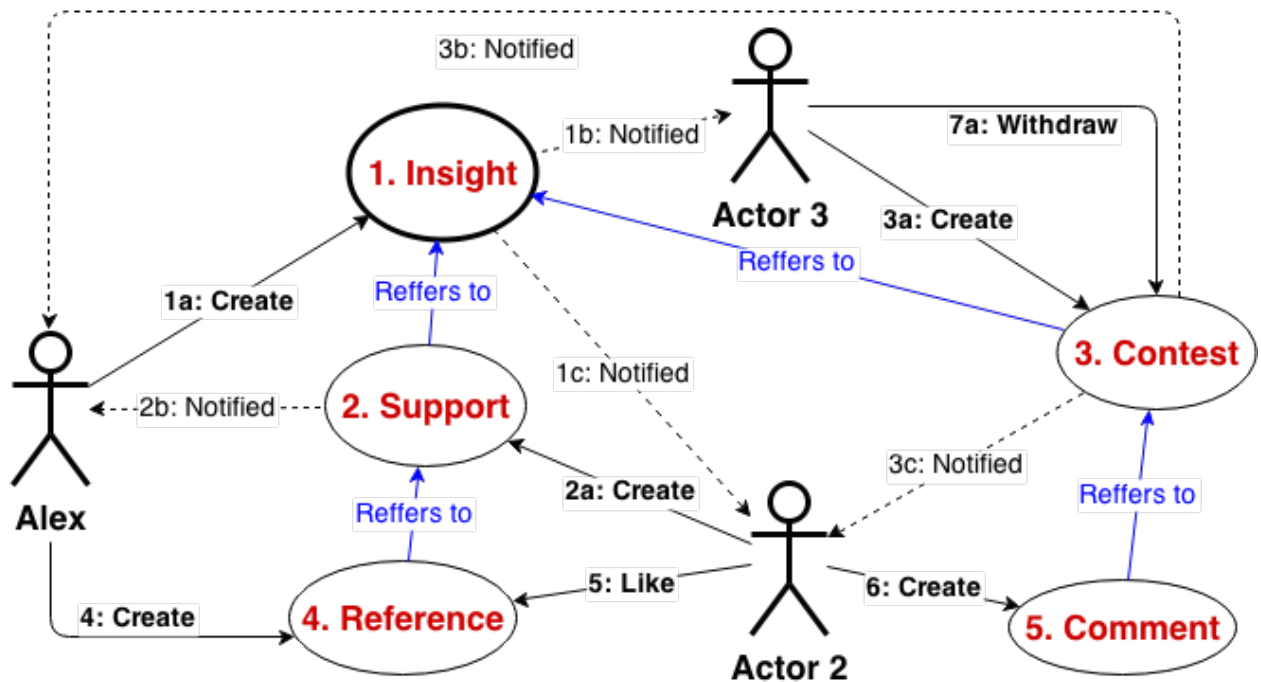 3b: Notified
1b: Notified
7a: Withdraw
1. Insight
Actor 3
3a: Create
Reffers to
1a: Create
Reffers to
3. Contest
1c: Notified
2b: Notified
2. Support
3c: Notified
2a: Create
Reffers to
Reffers to
Alex
5: Like
6: Create
4: Create
4. Reference
5. Comment
Actor 2